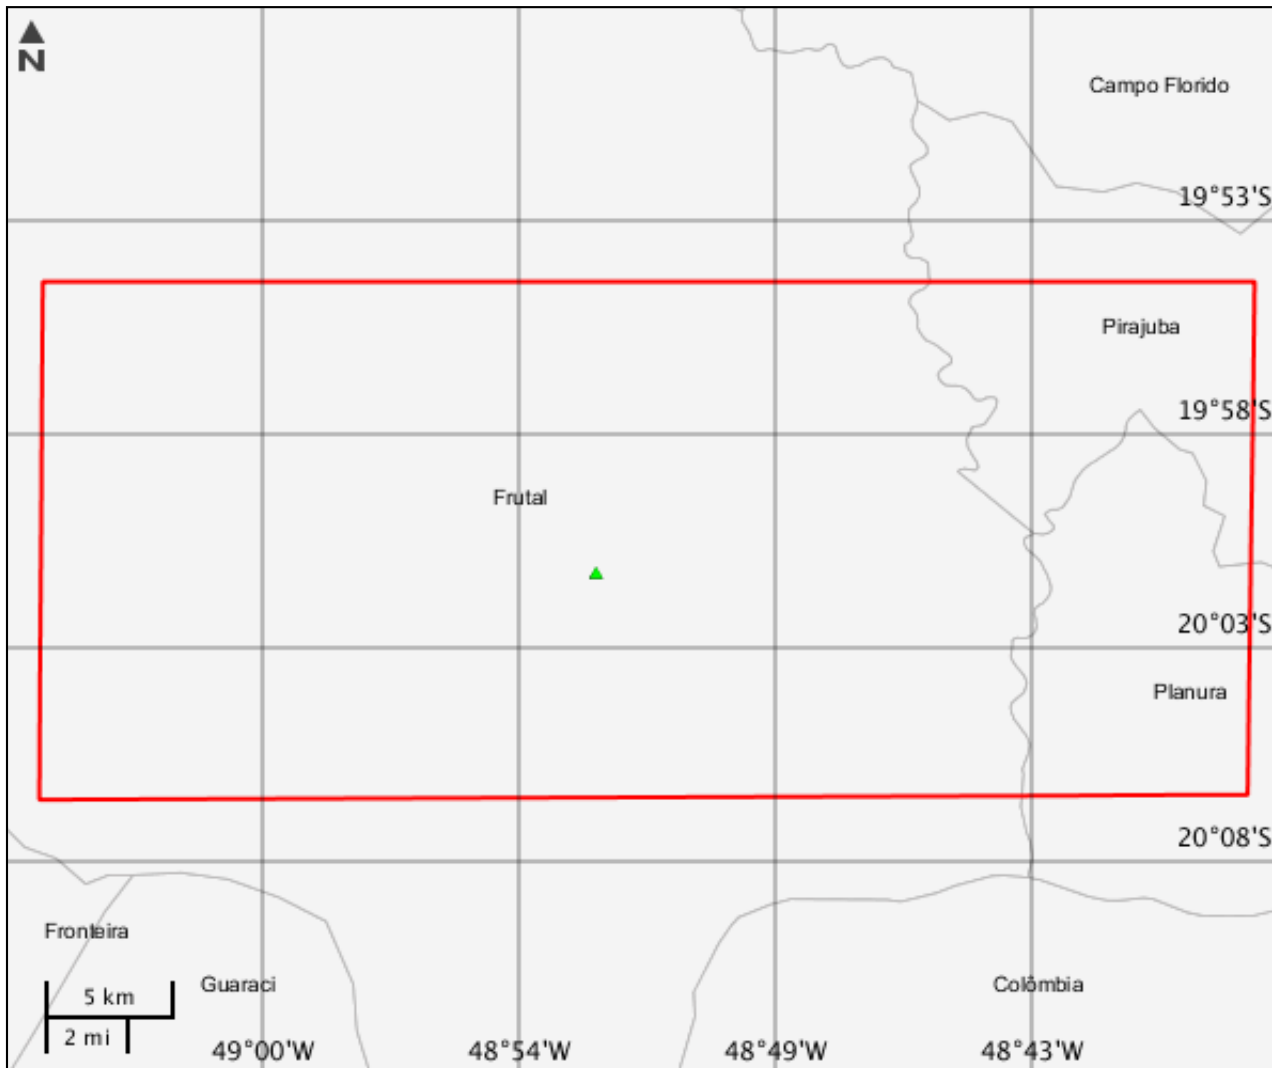 N
Campo Florido
19°53'S
Pirajuba
19°58'S
Frutal
20°03'S
Planura
20°08'S
Fronteira
Guaraci
Colômbia
5 km
2 mi
49°00'W
48°54'W
48°49'W
48°43'W